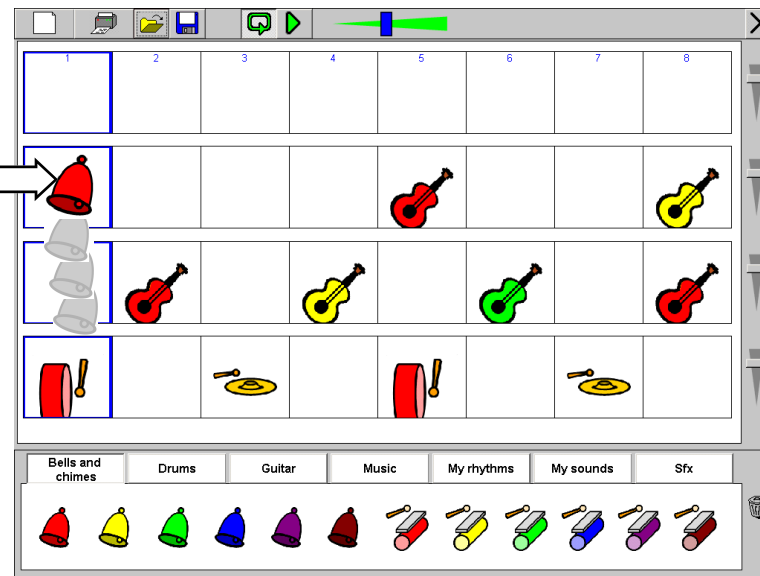 1 2 3 4 5 6 7 8
Bells and
chimes
Drums
Guitar
Music
My rhythms
My sounds
Sfx